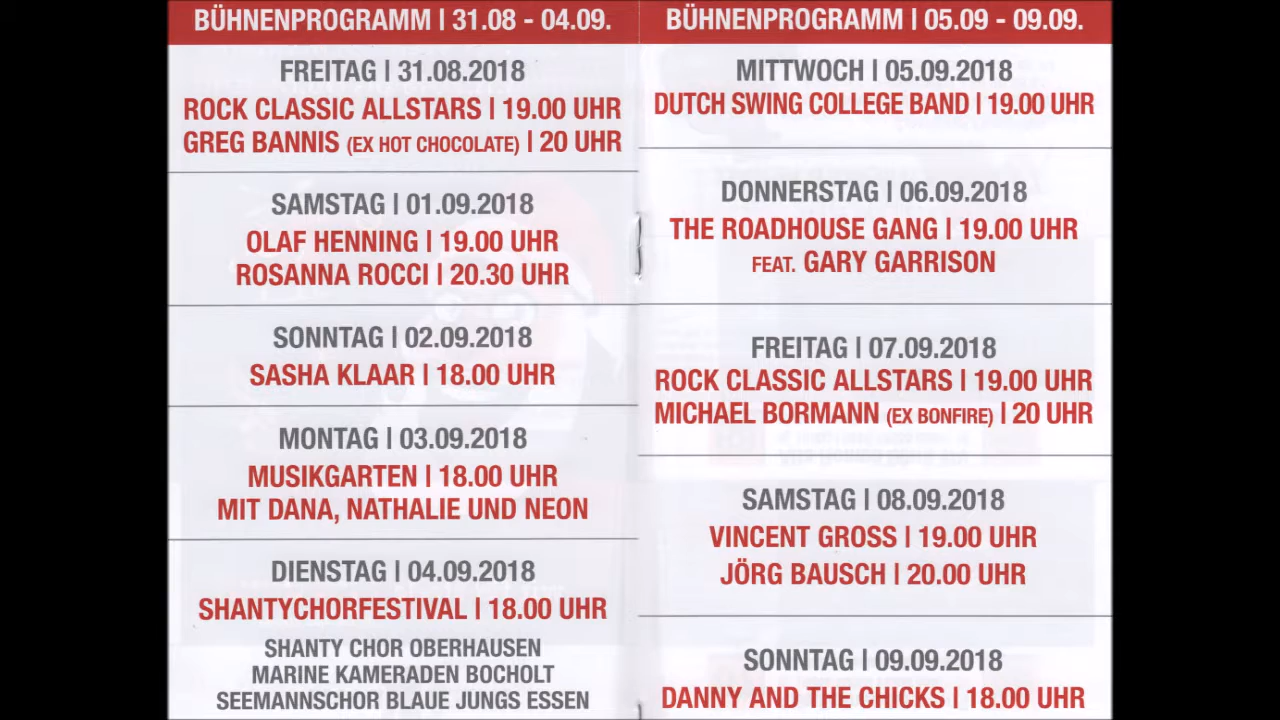 BÜHNENPROGRAMM | 31.08 - 04.09.
FREITAG | 31.08.2018
ROCK CLASSIC ALLSTARS | 19.00 UHR
GREG BANNIS (EX HOT CHOCOLATE) | 20 UHR
SAMSTAG | 01.09.2018
OLAF HENNING | 19.00 UHR
ROSANNA ROCCI | 20.30 UHR
SONNTAG | 02.09.2018
SASHA KLAAR | 18.00 UHR
MONTAG | 03.09.2018
MUSIKGARTEN | 18.00 UHR
MIT DANA, NATHALIE UND NEON
DIENSTAG | 04.09.2018
SHANTYCHORFESTIVAL | 18.00 UHR
SHANTY CHOR OBERHAUSEN
MARINE KAMERADEN BOCHOLT
SEEMANNSCHOR BLAUE JUNGS ESSEN
BÜHNENPROGRAMM | 05.09 - 09.09.
MITTWOCH | 05.09.2018
DUTCH SWING COLLEGE BAND | 19.00 UHR
DONNERSTAG | 06.09.2018
THE ROADHOUSE GANG | 19.00 UHR
FEAT. GARY GARRISON
FREITAG | 07.09.2018
ROCK CLASSIC ALLSTARS | 19.00 UHR
MICHAEL BORMANN (EX BONFIRE) | 20 UHR
SAMSTAG | 08.09.2018
VINCENT GROSS | 19.00 UHR
JÖRG BAUSCH | 20.00 UHR
SONNTAG | 09.09.2018
DANNY AND THE CHICKS | 18.00 UHR